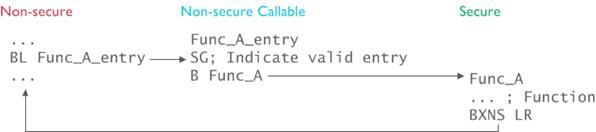 Non-secure
Non-secure Callable
Secure
...
BL Func_A_entry
...
Func_A_entry
SG; Indicate valid entry
B Func_A
Func_A
... ; Function
BXNS LR